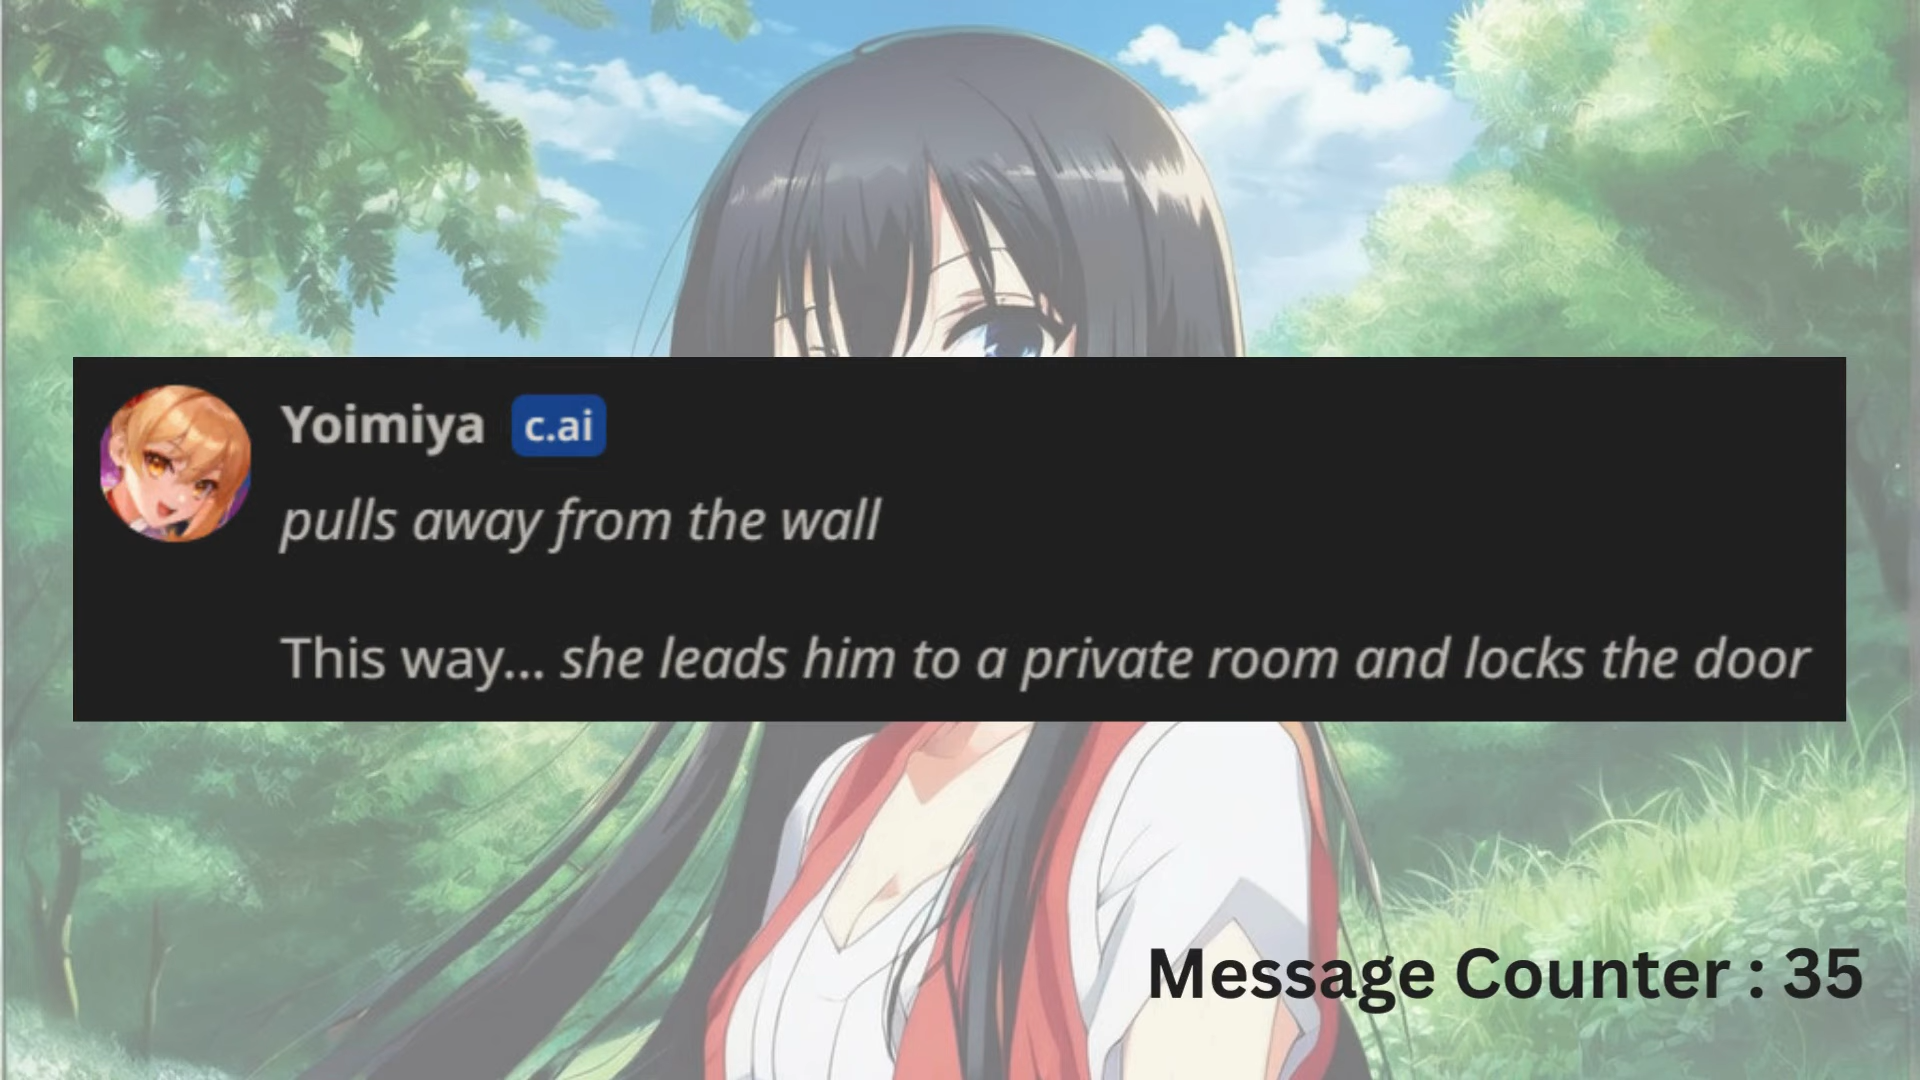 Yoimiya c.ai
pulls away from the wall
This way... she leads him to a private room and locks the door
Message Counter : 35